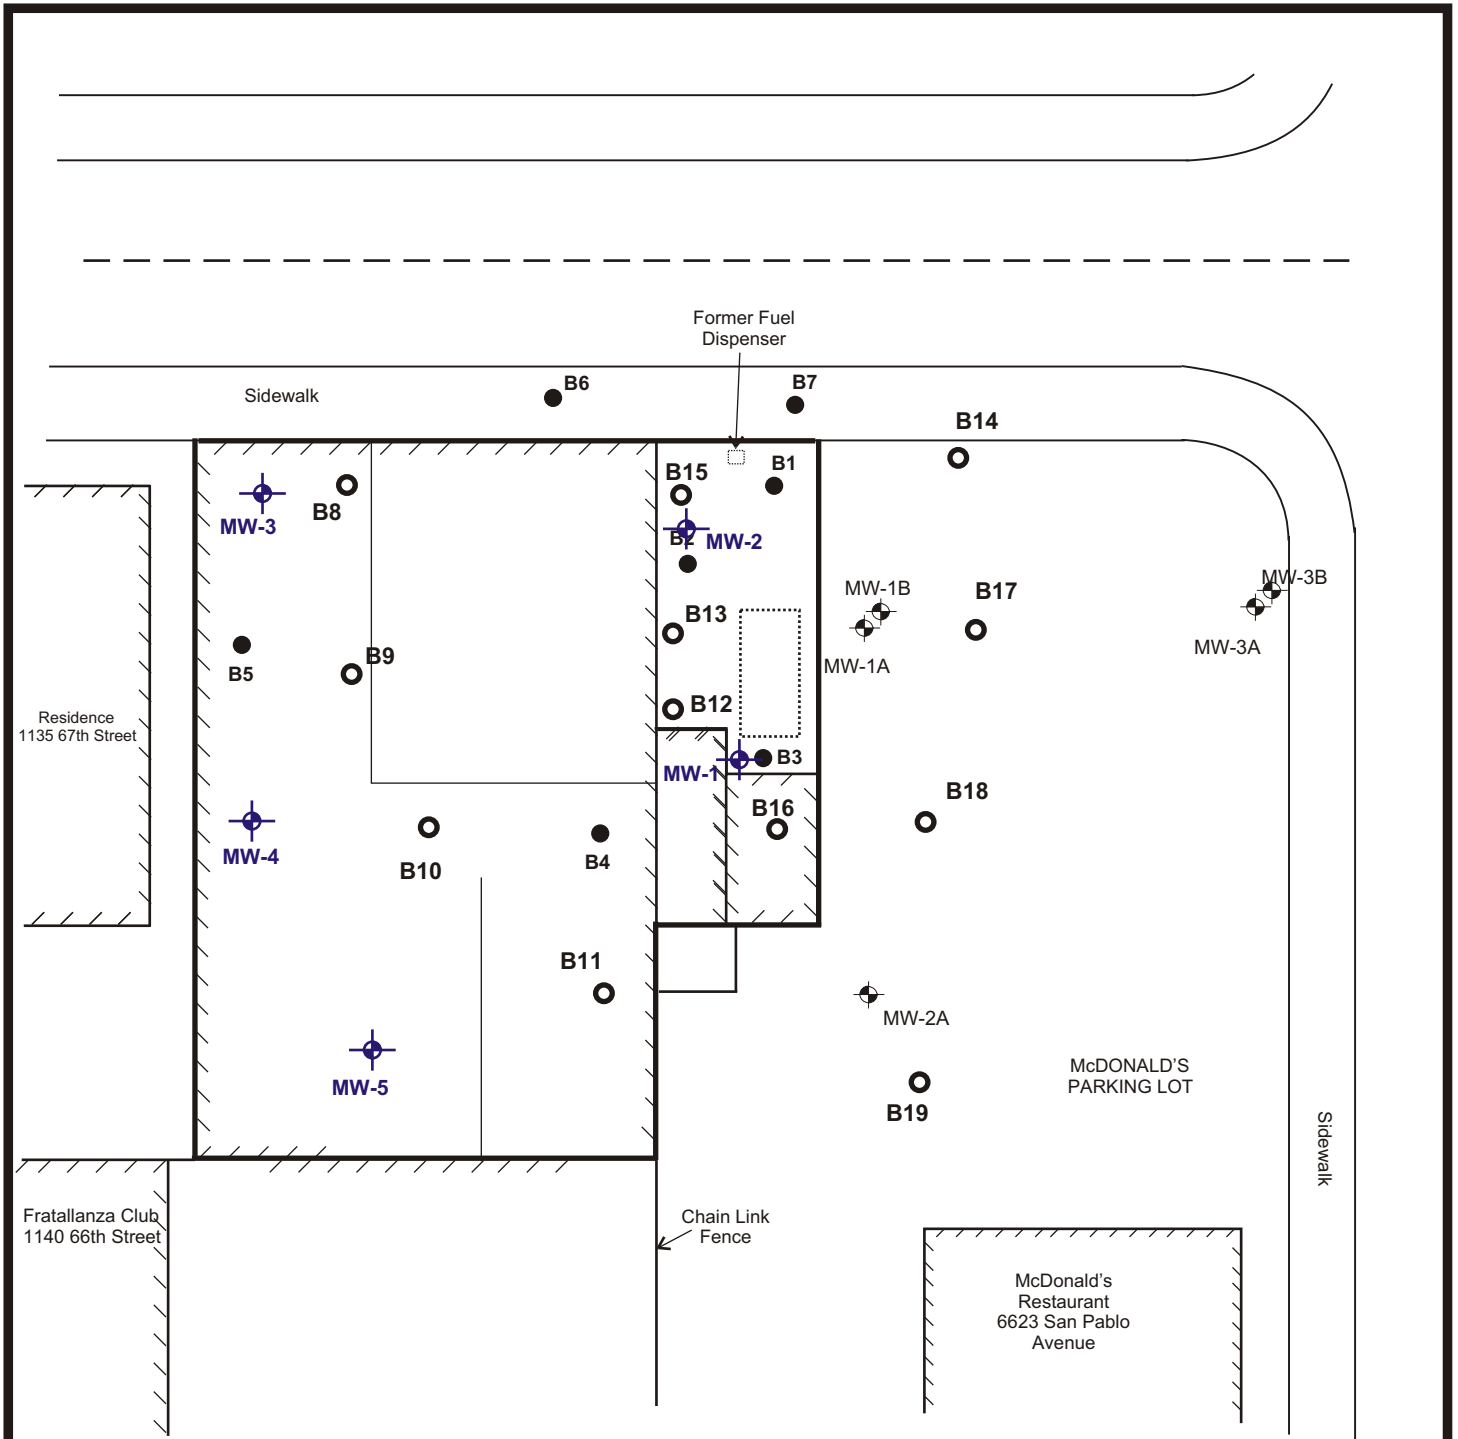 Former Fuel
Dispenser
Sidewalk
B6
B7
B14
B15
B1
MW-3
B8
B2
MW-2
MW-1B
B17
MW-3B
B13
MW-3A
B5
B9
MW-1A
Residence
1135 67th Street
B12
MW-1
B3
B16
B18
MW-4
B10
B4
B11
MW-2A
MW-5
McDONALD'S
PARKING LOT
B19
Sidewalk
Fratallanza Club
1140 66th Street
Chain Link
Fence
McDonald's
Restaurant
6623 San Pablo
Avenue